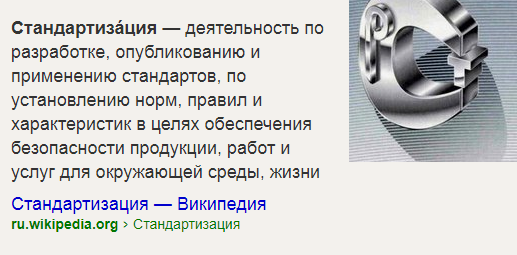 Стандартиза́ция — деятельность по
разработке, опубликованию и
применению стандартов, по
установлению норм, правил и
характеристик в целях обеспечения
безопасности продукции, работ и
услуг для окружающей среды, жизни
Стандартизация — Википедия
ru.wikipedia.org › Стандартизация